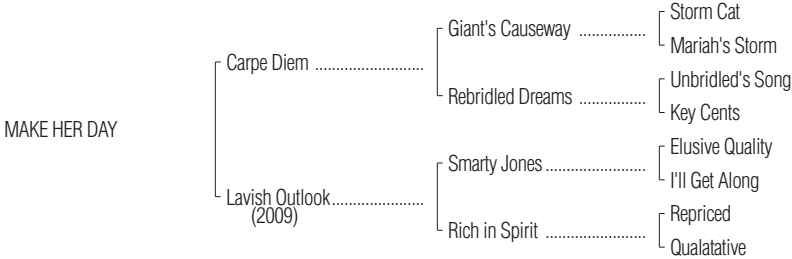 Storm Cat
Giant's Causeway ................
Mariah's Storm
Carpe Diem ..........................
Unbridled's Song
Rebridled Dreams ................
Key Cents
MAKE HER DAY
Elusive Quality
Smarty Jones ........................
I'll Get Along
Lavish Outlook......................
(2009)
Repriced
Rich in Spirit ........................
Qualatative